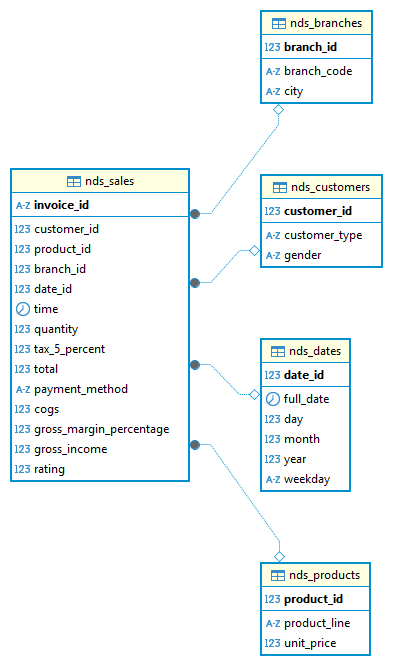 nds_branches
123 branch_id
A-Z branch_code
A-Z city
nds_sales
A-Z invoice_id
123 customer_id
123 product_id
123 branch_id
123 date_id
time
123 quantity
123 tax_5_percent
123 total
A-Z payment_method
123 cogs
123 gross_margin_percentage
123 gross_income
123 rating
nds_customers
123 customer_id
A-Z customer_type
A-Z gender
nds_dates
123 date_id
full_date
123 day
123 month
123 year
A-Z weekday
nds_products
123 product_id
A-Z product_line
123 unit_price